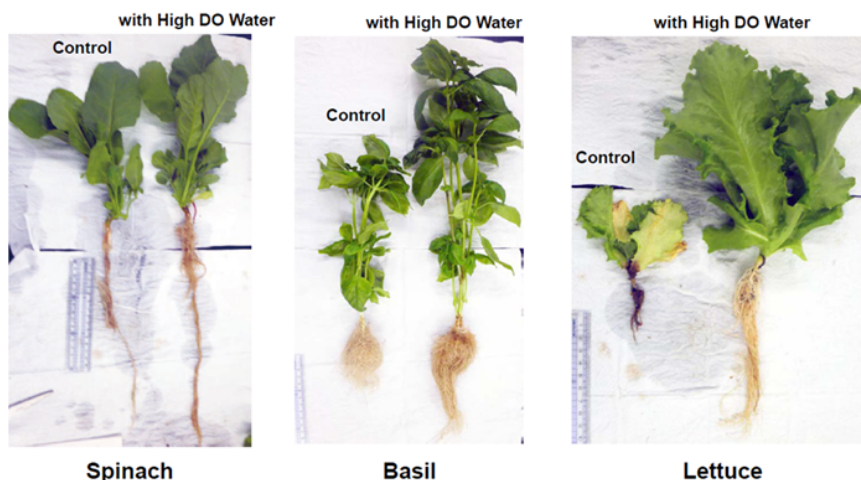 with High DO Water
Control
Spinach
with High DO Water
Control
Basil
with High DO Water
Control
Lettuce